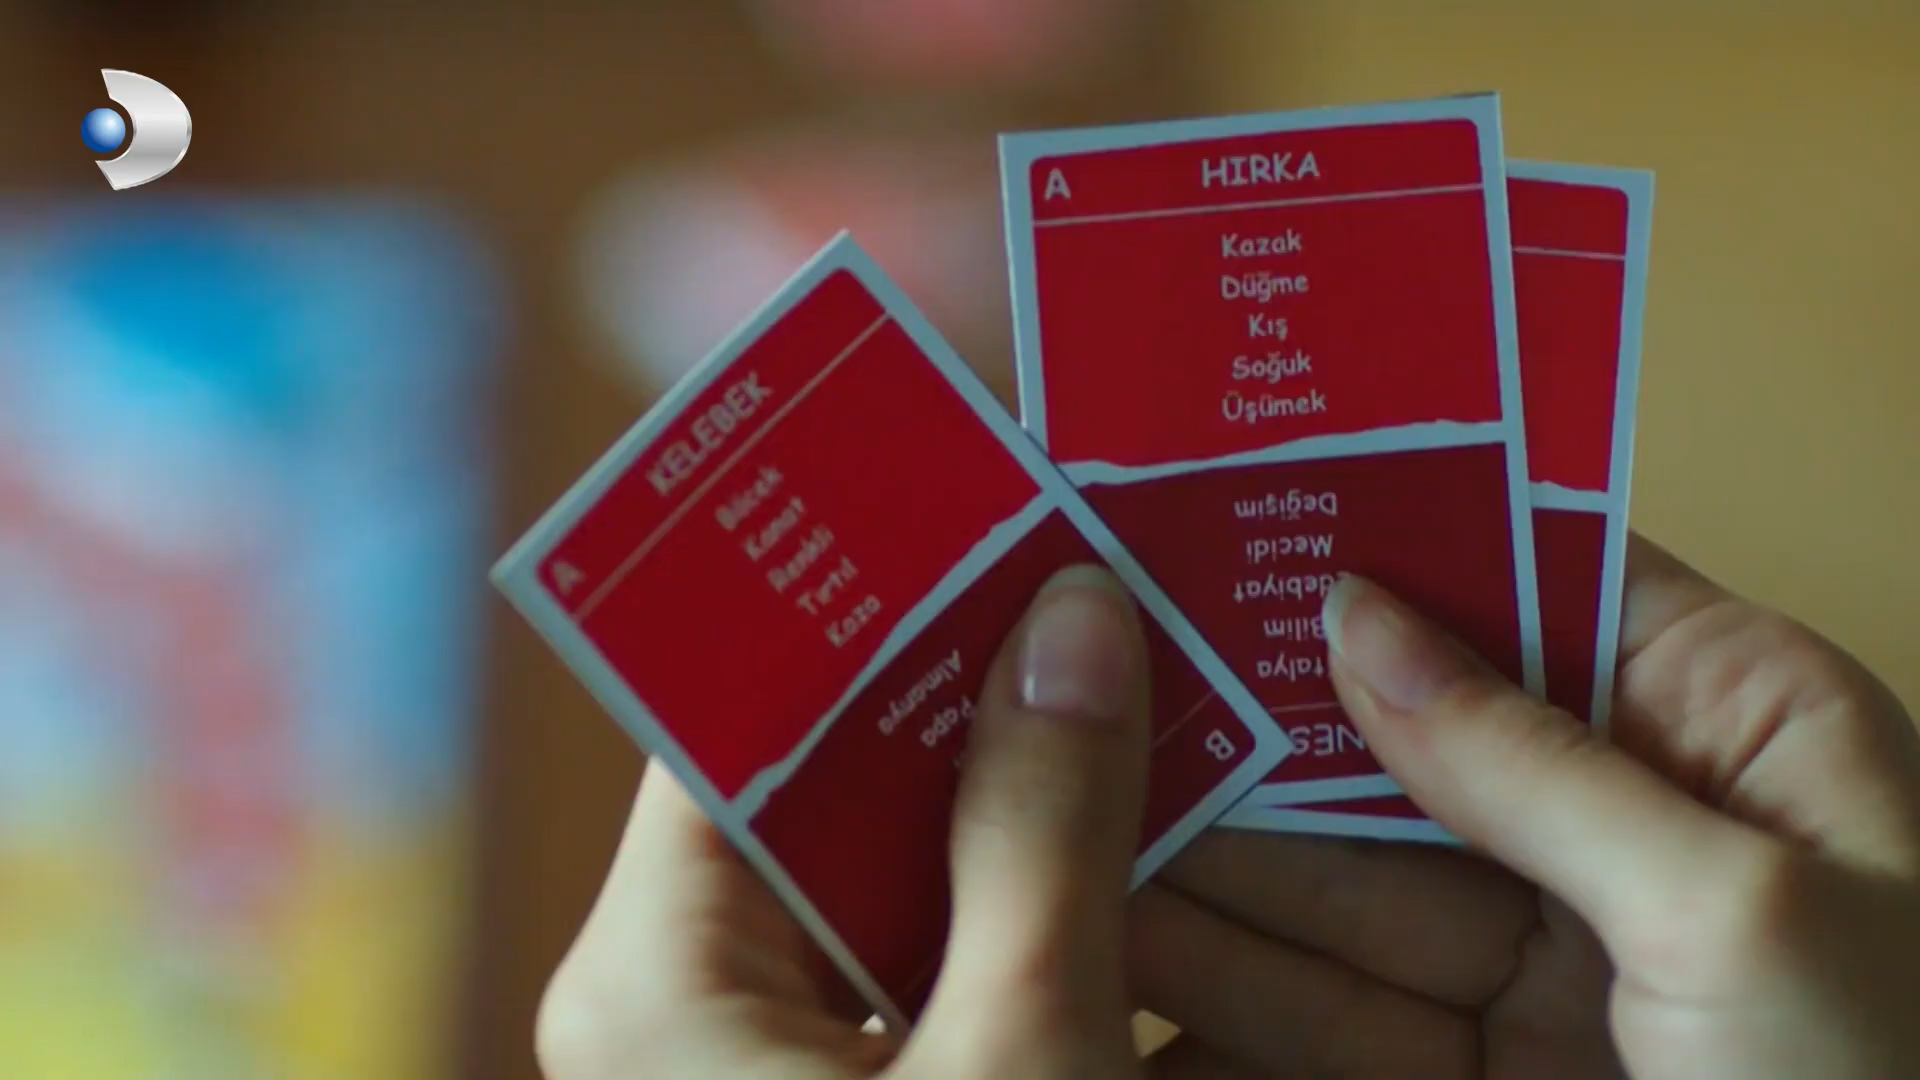 A
HIRKA
Kazak
Düğme
Kış
Soğuk
Üşümek
Değişim
Mecidi
Bilim
A
KELEBEK
Böcek
Kanat
Renkli
Tırtıl
Koza
Almanya
B